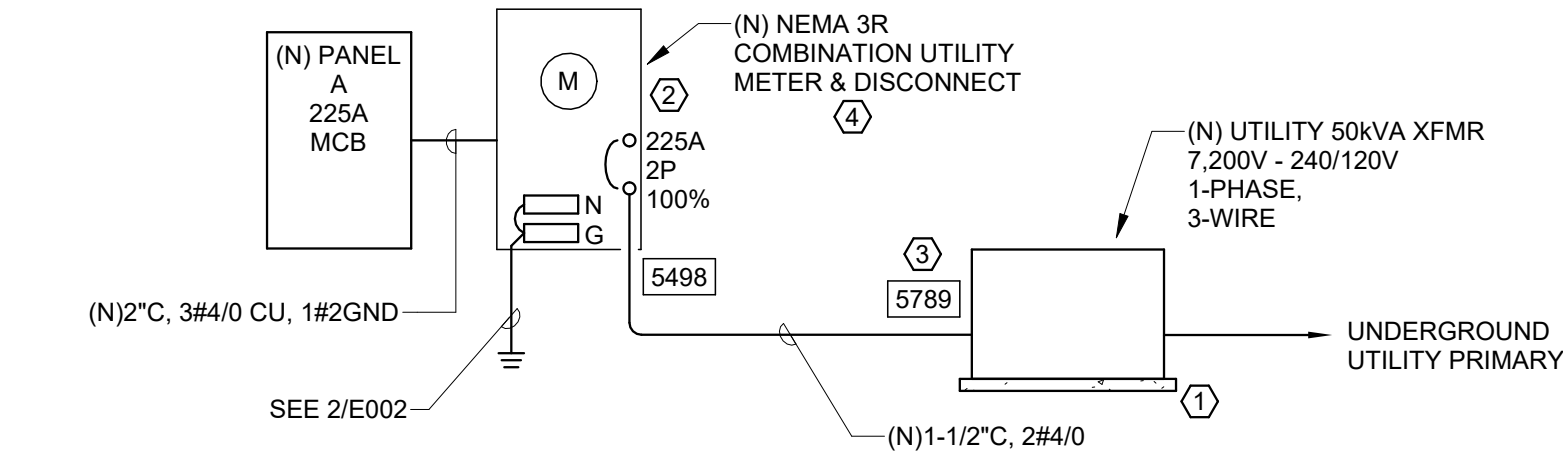 (N) PANEL
A
225A
MCB
M
(N) NEMA 3R
COMBINATION UTILITY
METER & DISCONNECT
2
4
225A
2P
100%
N
G
(N) UTILITY 50kVA XFMR
7,200V - 240/120V
1-PHASE,
3-WIRE
5498
3
5789
(N)2"C, 3#4/0 CU, 1#2GND
UNDERGROUND
UTILITY PRIMARY
SEE 2/E002
1
(N)1-1/2"C, 2#4/0